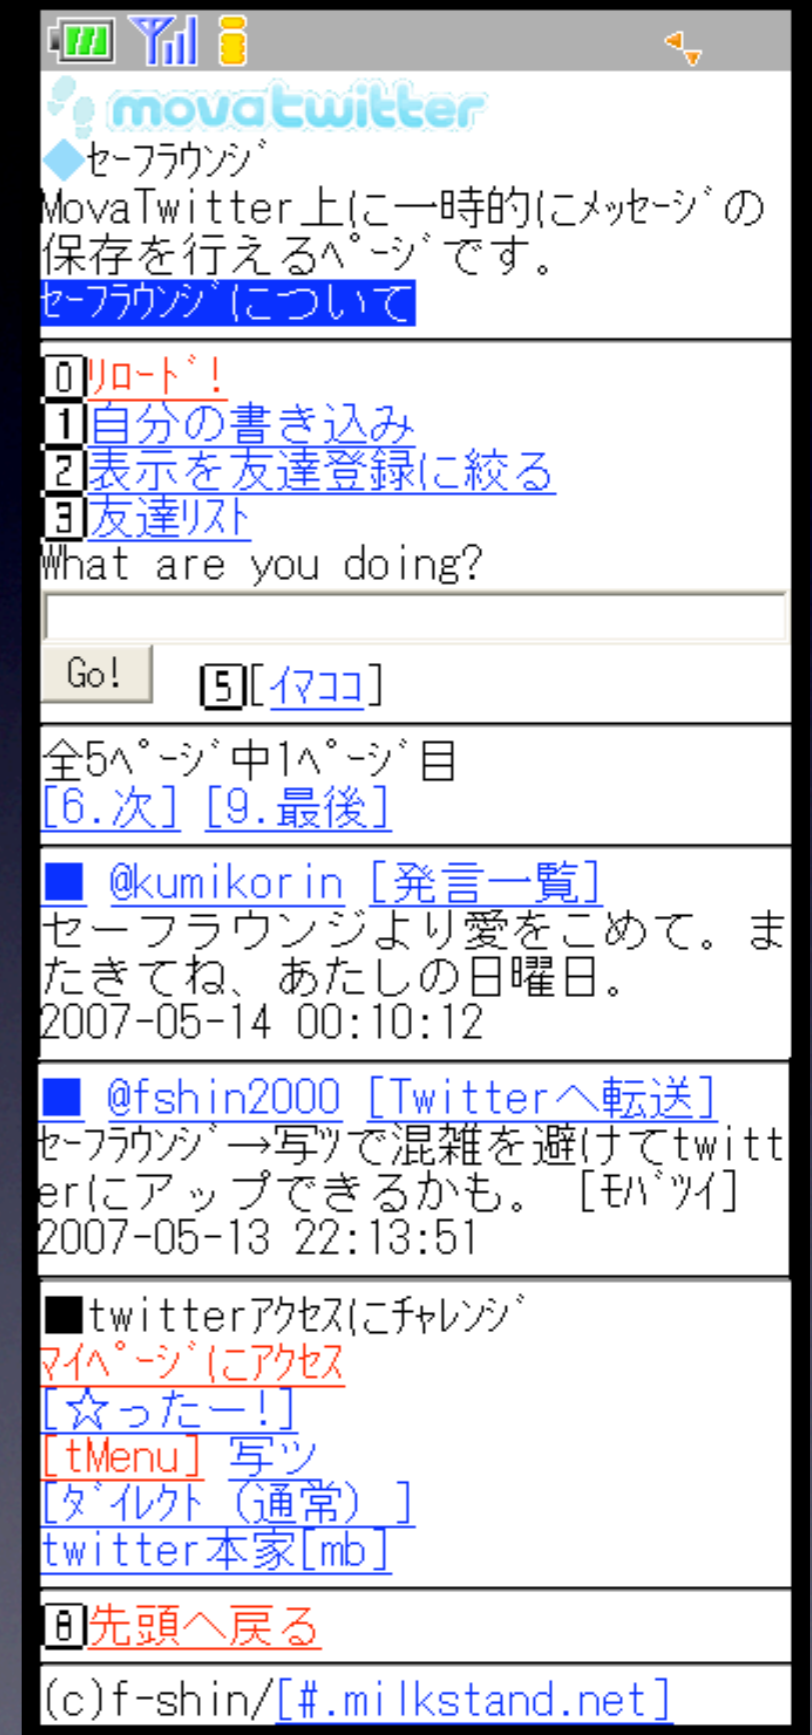 movatwitter
◆ｾｰﾌﾗｳﾝｼﾞ
MovaTwitter上に一時的にﾒｯｾｰｼﾞの
保存を行えるﾍﾟｰｼﾞです。
ｾｰﾌﾗｳﾝｼﾞについて
0ﾘﾛｰﾄﾞ!
1自分の書き込み
2表示を友達登録に絞る
3友達ﾘｽﾄ
What are you doing?
Go! 5[ｲﾏｺｺ]
全5ﾍﾟｰｼﾞ中1ﾍﾟｰｼﾞ目
[6.次] [9.最後]
■ @kumikorin [発言一覧]
セーフラウンジより愛をこめて。ま
たきてね、あたしの日曜日。
2007-05-14 00:10:12
■ @fshin2000 [Twitterへ転送]
ｾｰﾌﾗｳﾝｼﾞ→写ﾂで混雑を避けてtwitt
erにアップできるかも。 [ﾓﾊﾞﾂｲ]
2007-05-13 22:13:51
■twitterｱｸｾｽにﾁｬﾚﾝｼﾞ
ﾏｲﾍﾟｰｼﾞにｱｸｾｽ
[☆ったー!]
[tMenu] 写ツ
[ﾀﾞｲﾚｸﾄ（通常）]
twitter本家[mb]
8先頭へ戻る
(c)f-shin/[#.milkstand.net]